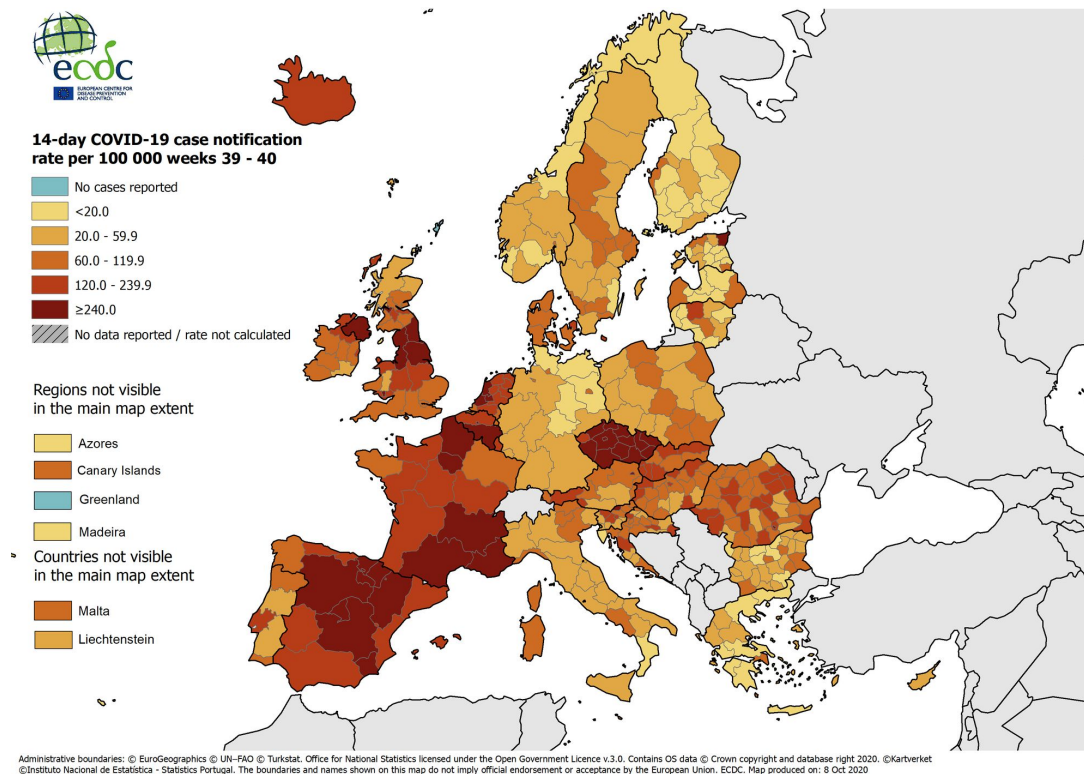 ecdc
EUROPEAN CENTRE FOR
DISEASE PREVENTION
AND CONTROL
14-day COVID-19 case notification
rate per 100 000 weeks 39 - 40
No cases reported
<20.0
20.0 - 59.9
60.0 - 119.9
120.0 - 239.9
≥240.0
No data reported / rate not calculated
Regions not visible
in the main map extent
Azores
Canary Islands
Greenland
Madeira
Countries not visible
in the main map extent
Malta
Liechtenstein
Administrative boundaries: © EuroGeographics © UN–FAO © Turkstat. Office for National Statistics licensed under the Open Government Licence v.3.0. Contains OS data © Crown copyright and database right 2020. ©Kartverket
©Instituto Nacional de Estatística - Statistics Portugal. The boundaries and names shown on this map do not imply official endorsement or acceptance by the European Union. ECDC. Map produced on: 8 Oct 2020